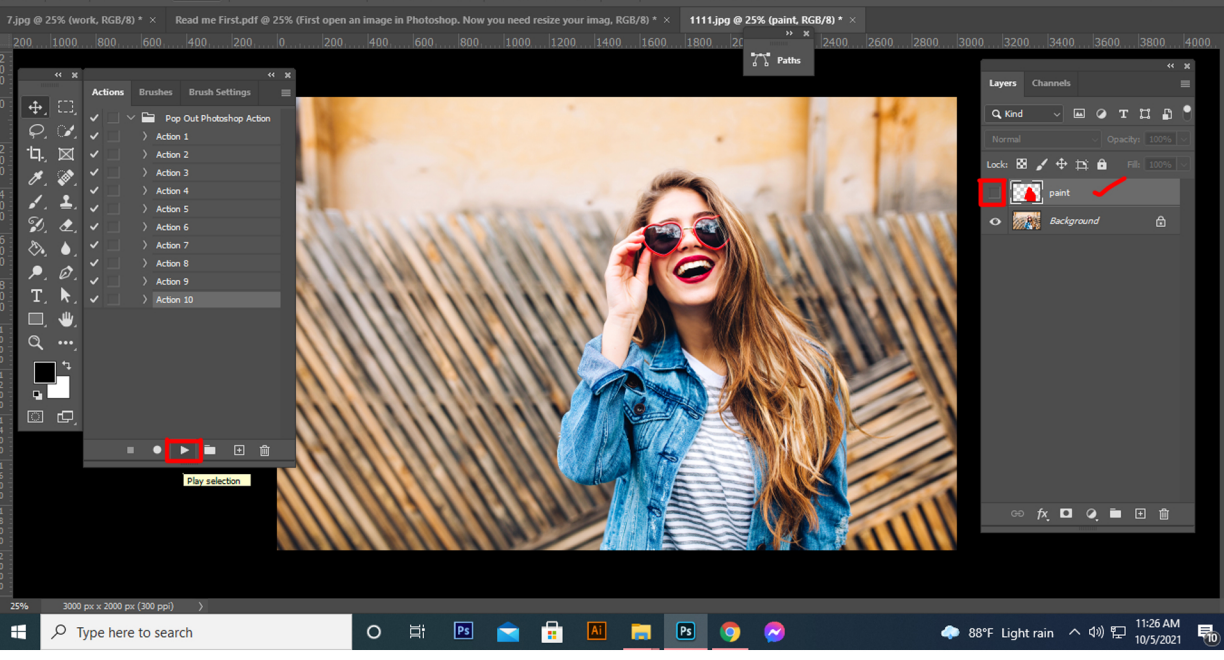 7.jpg @ 25% (work, RGB/8) * ×
Read me First.pdf @ 25% (First open an image in Photoshop. Now you need resize your imag, RGB/8) * ×
1111.jpg @ 25% (paint, RGB/8) * ×
200 1000 800 600 400 200 0 200 400 600 800 1000 1200 1400 1600 1800 2400 2600 2800 3000 3200 3400 3600 3800 4000
Paths
Actions Brushes Brush Settings
Pop Out Photoshop Action
Action 1
Action 2
Action 3
Action 4
Action 5
Action 6
Action 7
Action 8
Action 9
Action 10
Play selection
Layers Channels
Kind
Normal Opacity: 100%
Lock: Fill: 100%
paint
Background
fx
25% 3000 px x 2000 px (300 ppi)
Type here to search
Ps
Ai
Ps
88°F Light rain
11:26 AM
10/5/2021
10